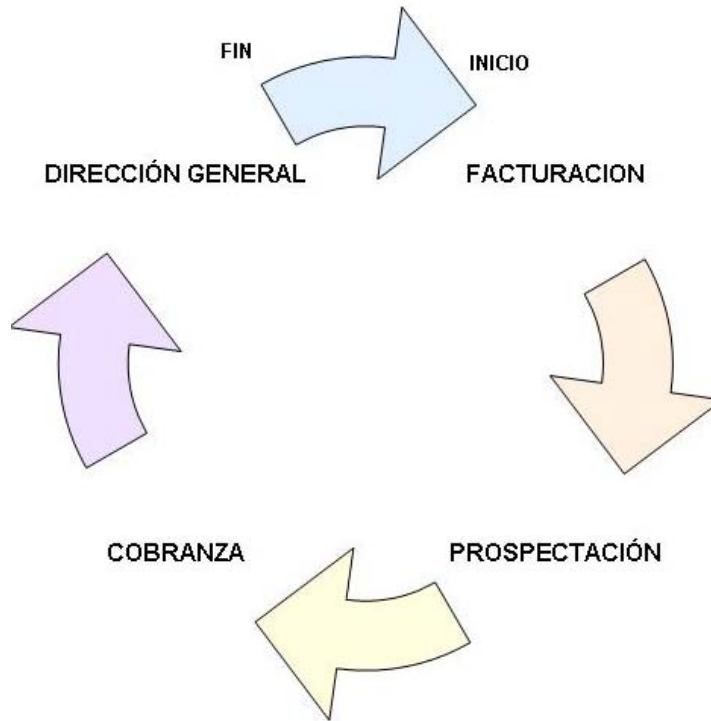 FIN
INICIO
DIRECCIÓN GENERAL
FACTURACION
COBRANZA
PROSPECTACIÓN